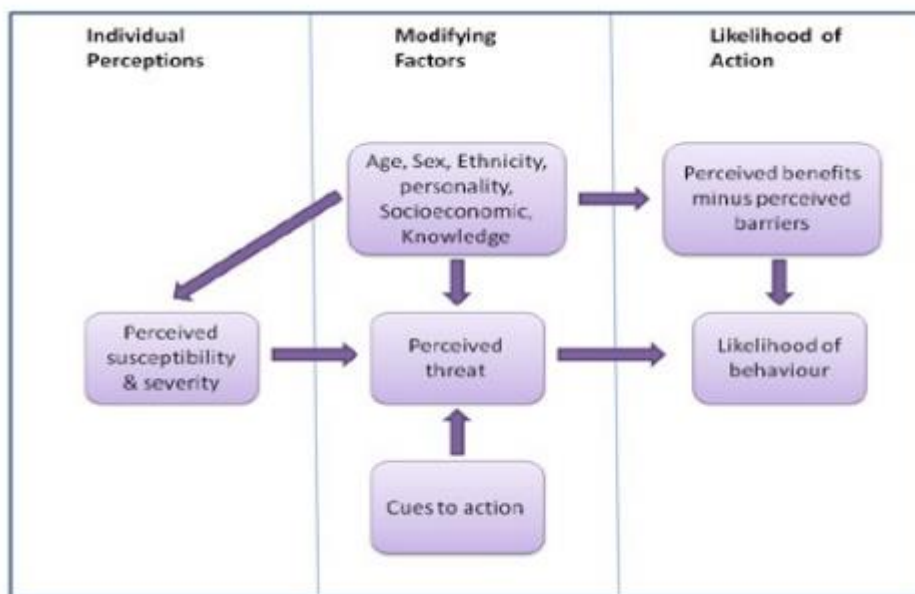 Individual
Perceptions
Modifying
Factors
Likelihood of
Action
Age, Sex, Ethnicity,
personality,
Socioeconomic,
Knowledge
Perceived benefits
minus perceived
barriers
Perceived
susceptibility
& severity
Perceived
threat
Likelihood of
behaviour
Cues to action